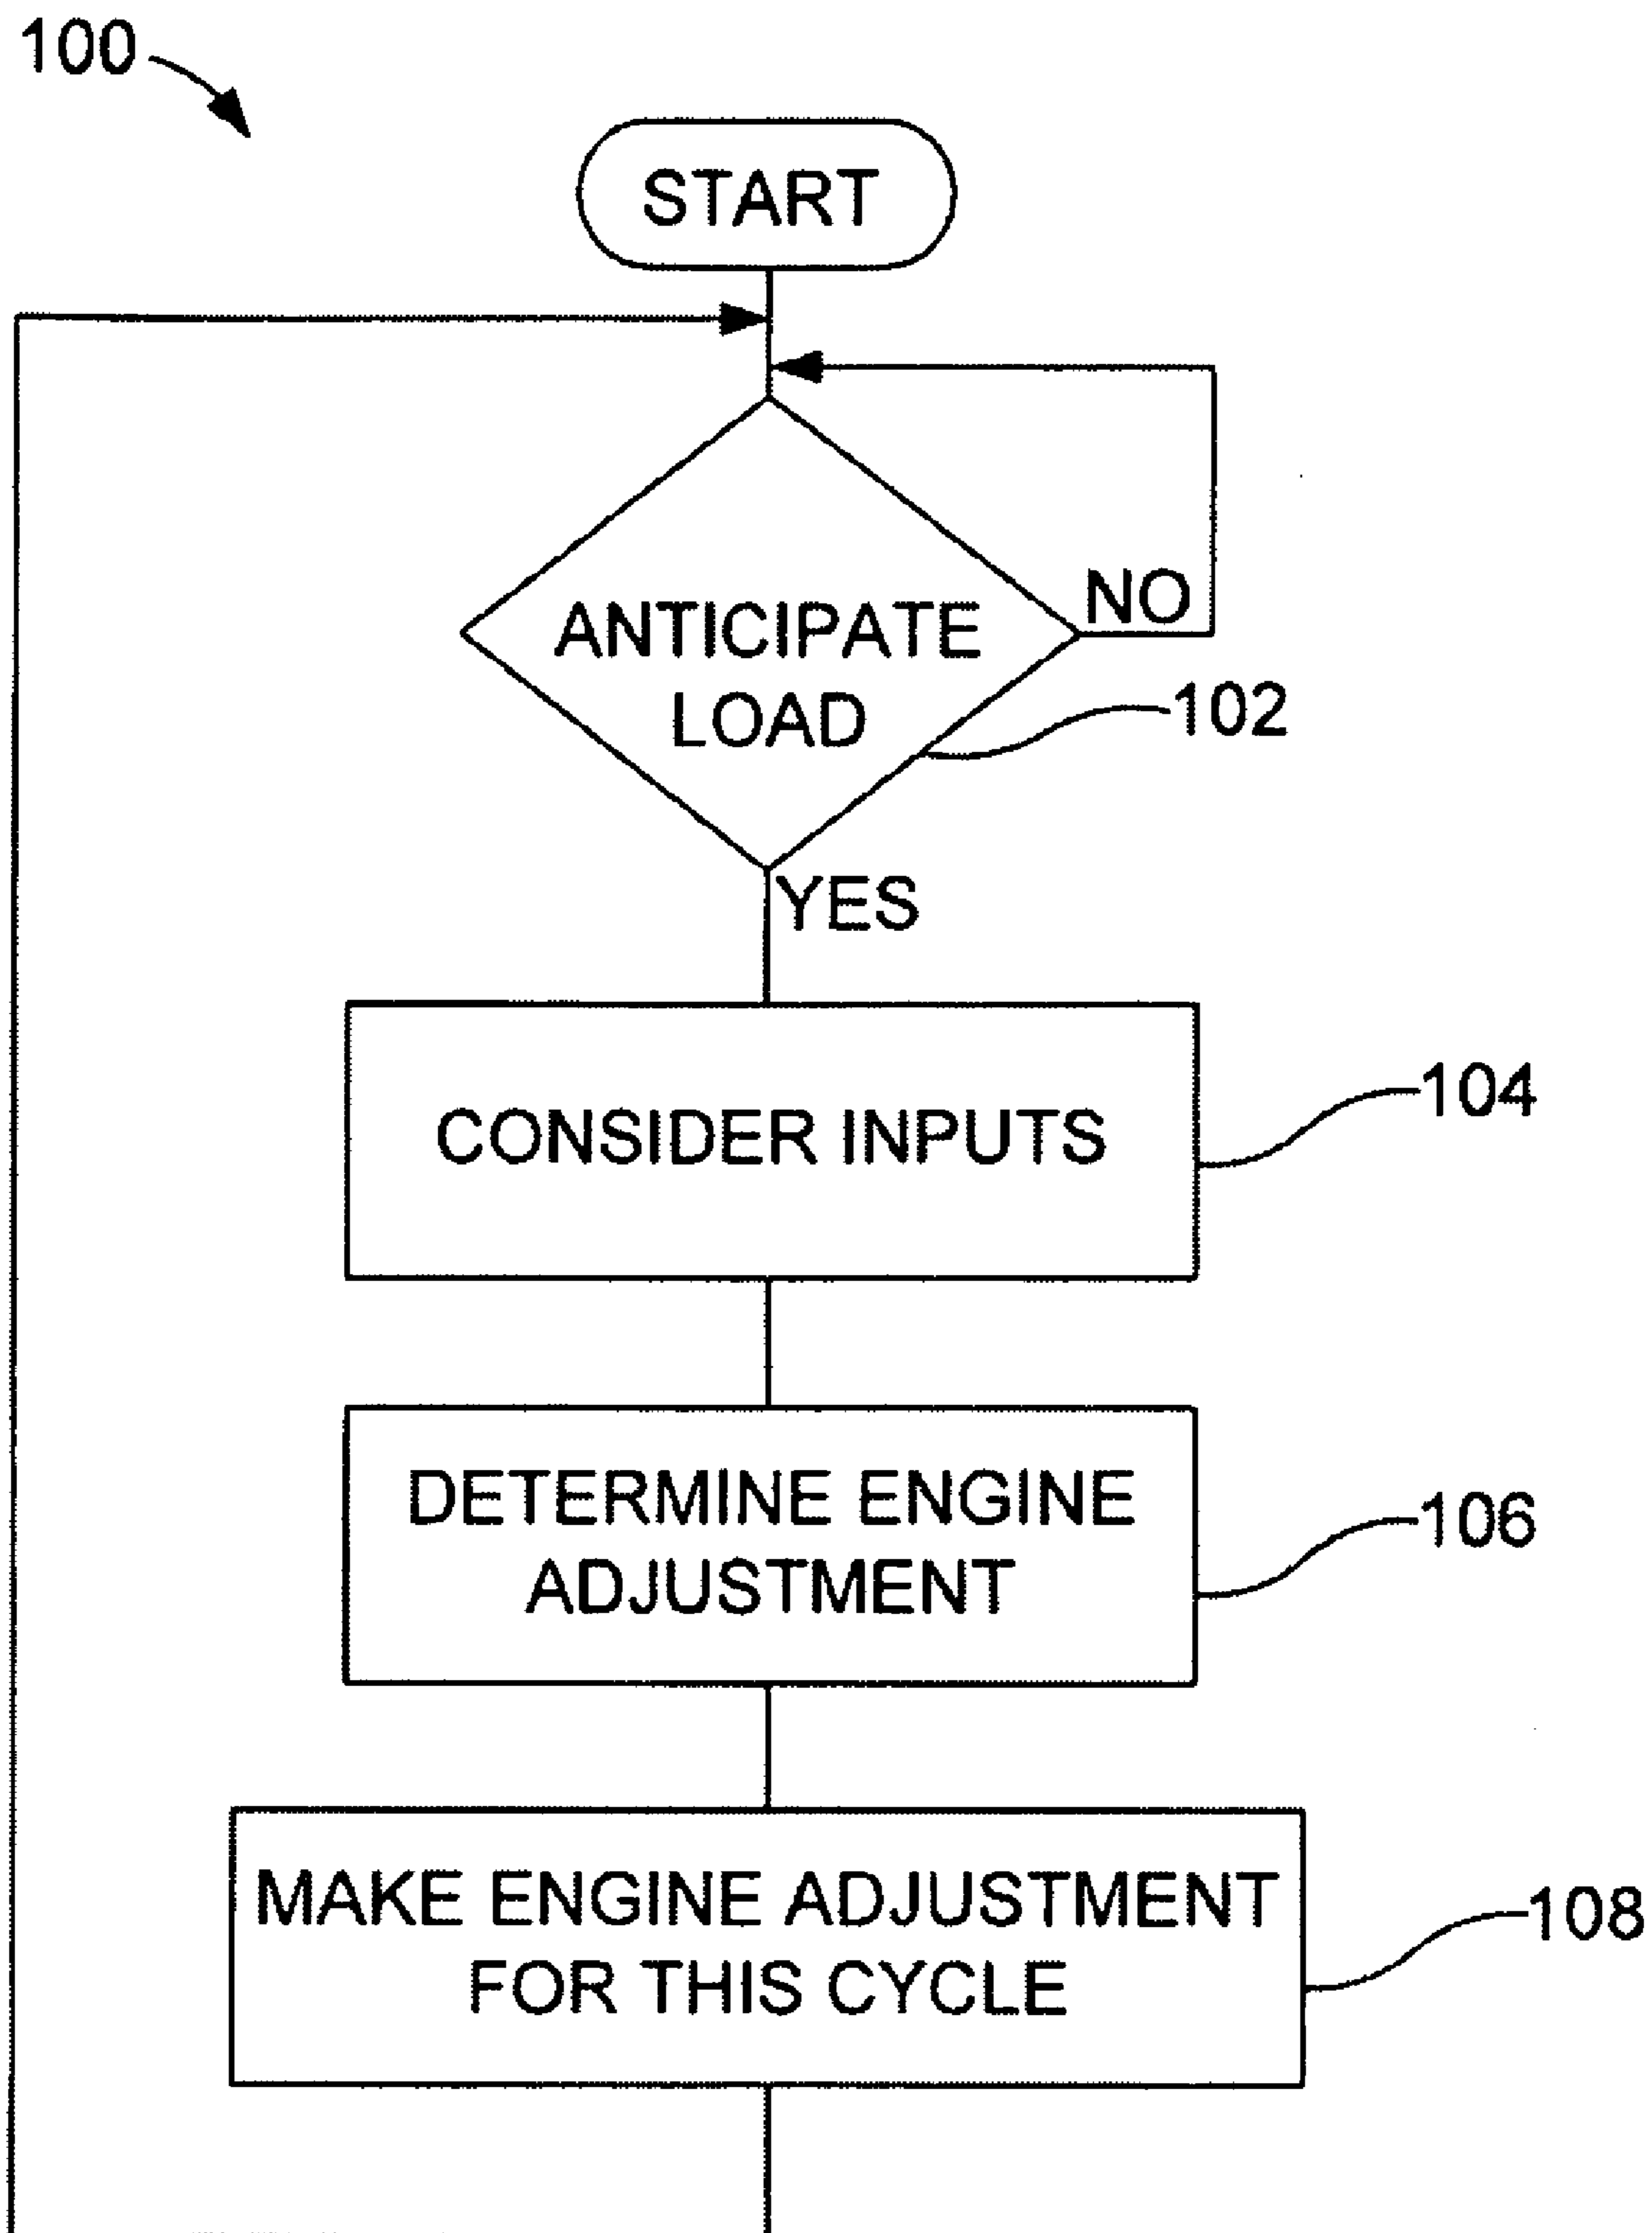 100
START
NO
ANTICIPATE
LOAD
102
YES
CONSIDER INPUTS
104
DETERMINE ENGINE
ADJUSTMENT
106
MAKE ENGINE ADJUSTMENT
FOR THIS CYCLE
108